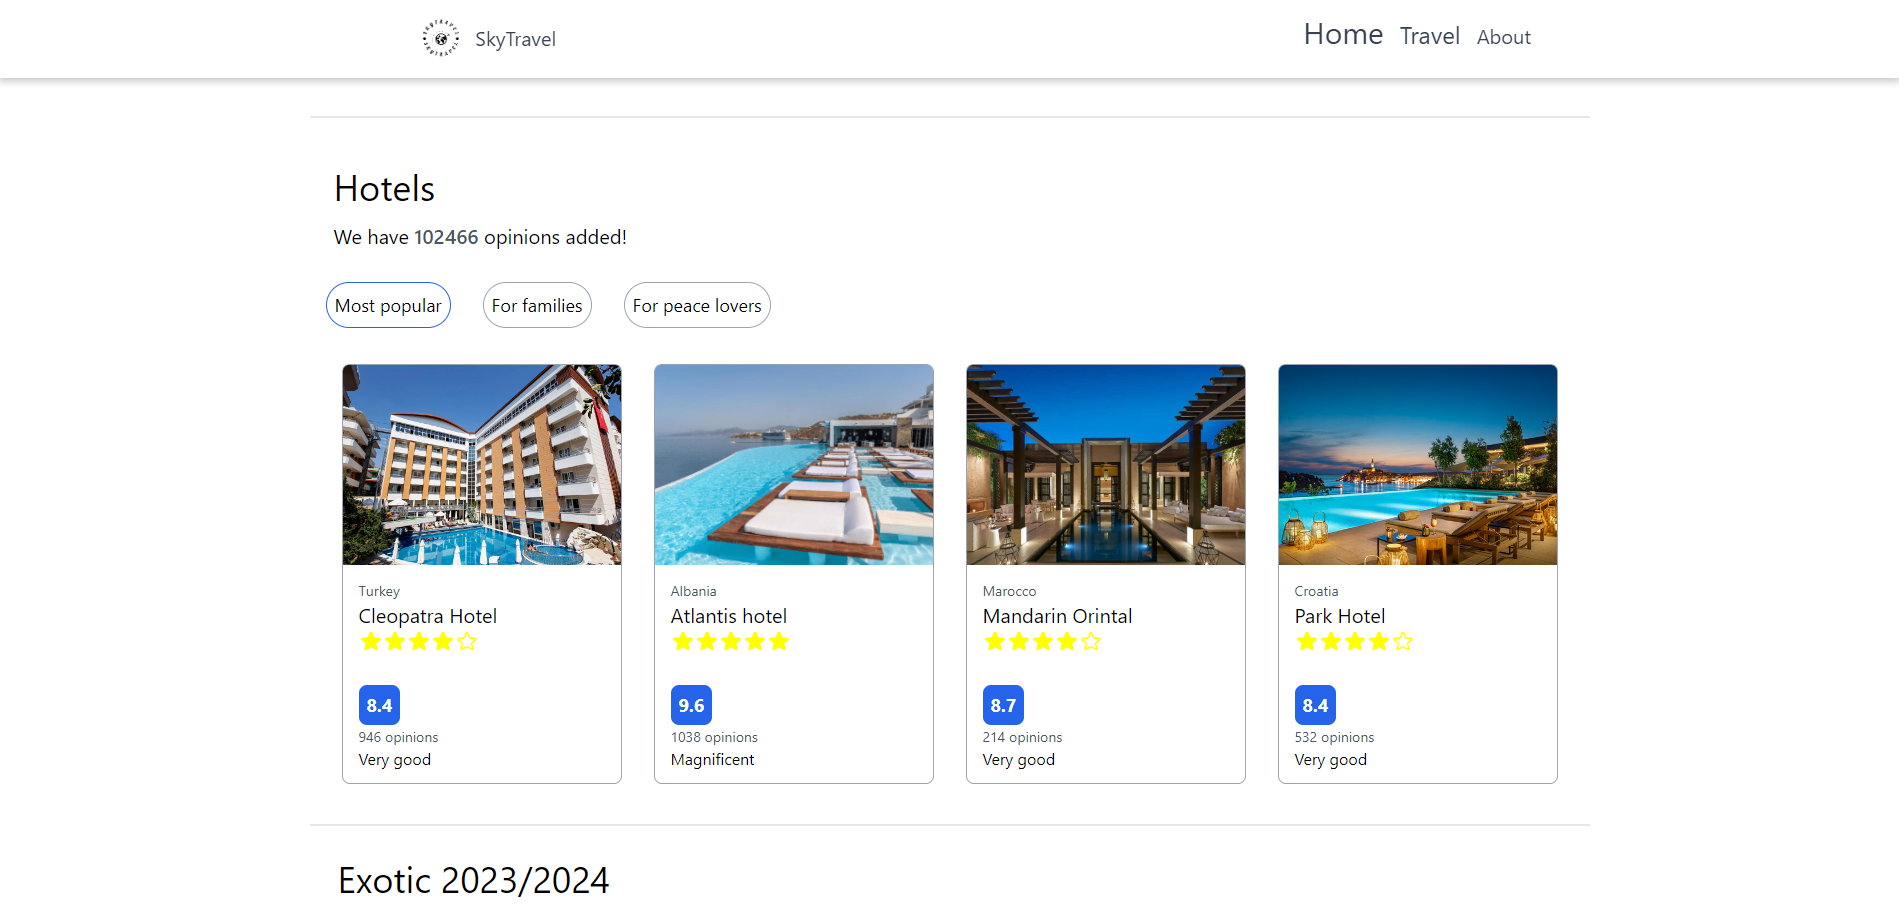 SkyTravel
Home Travel About
Hotels
We have 102466 opinions added!
Most popular
For families
For peace lovers
Turkey
Cleopatra Hotel
8.4
946 opinions
Very good
Albania
Atlantis hotel
9.6
1038 opinions
Magnificent
Marocco
Mandarin Orintal
8.7
214 opinions
Very good
Croatia
Park Hotel
8.4
532 opinions
Very good
Exotic 2023/2024